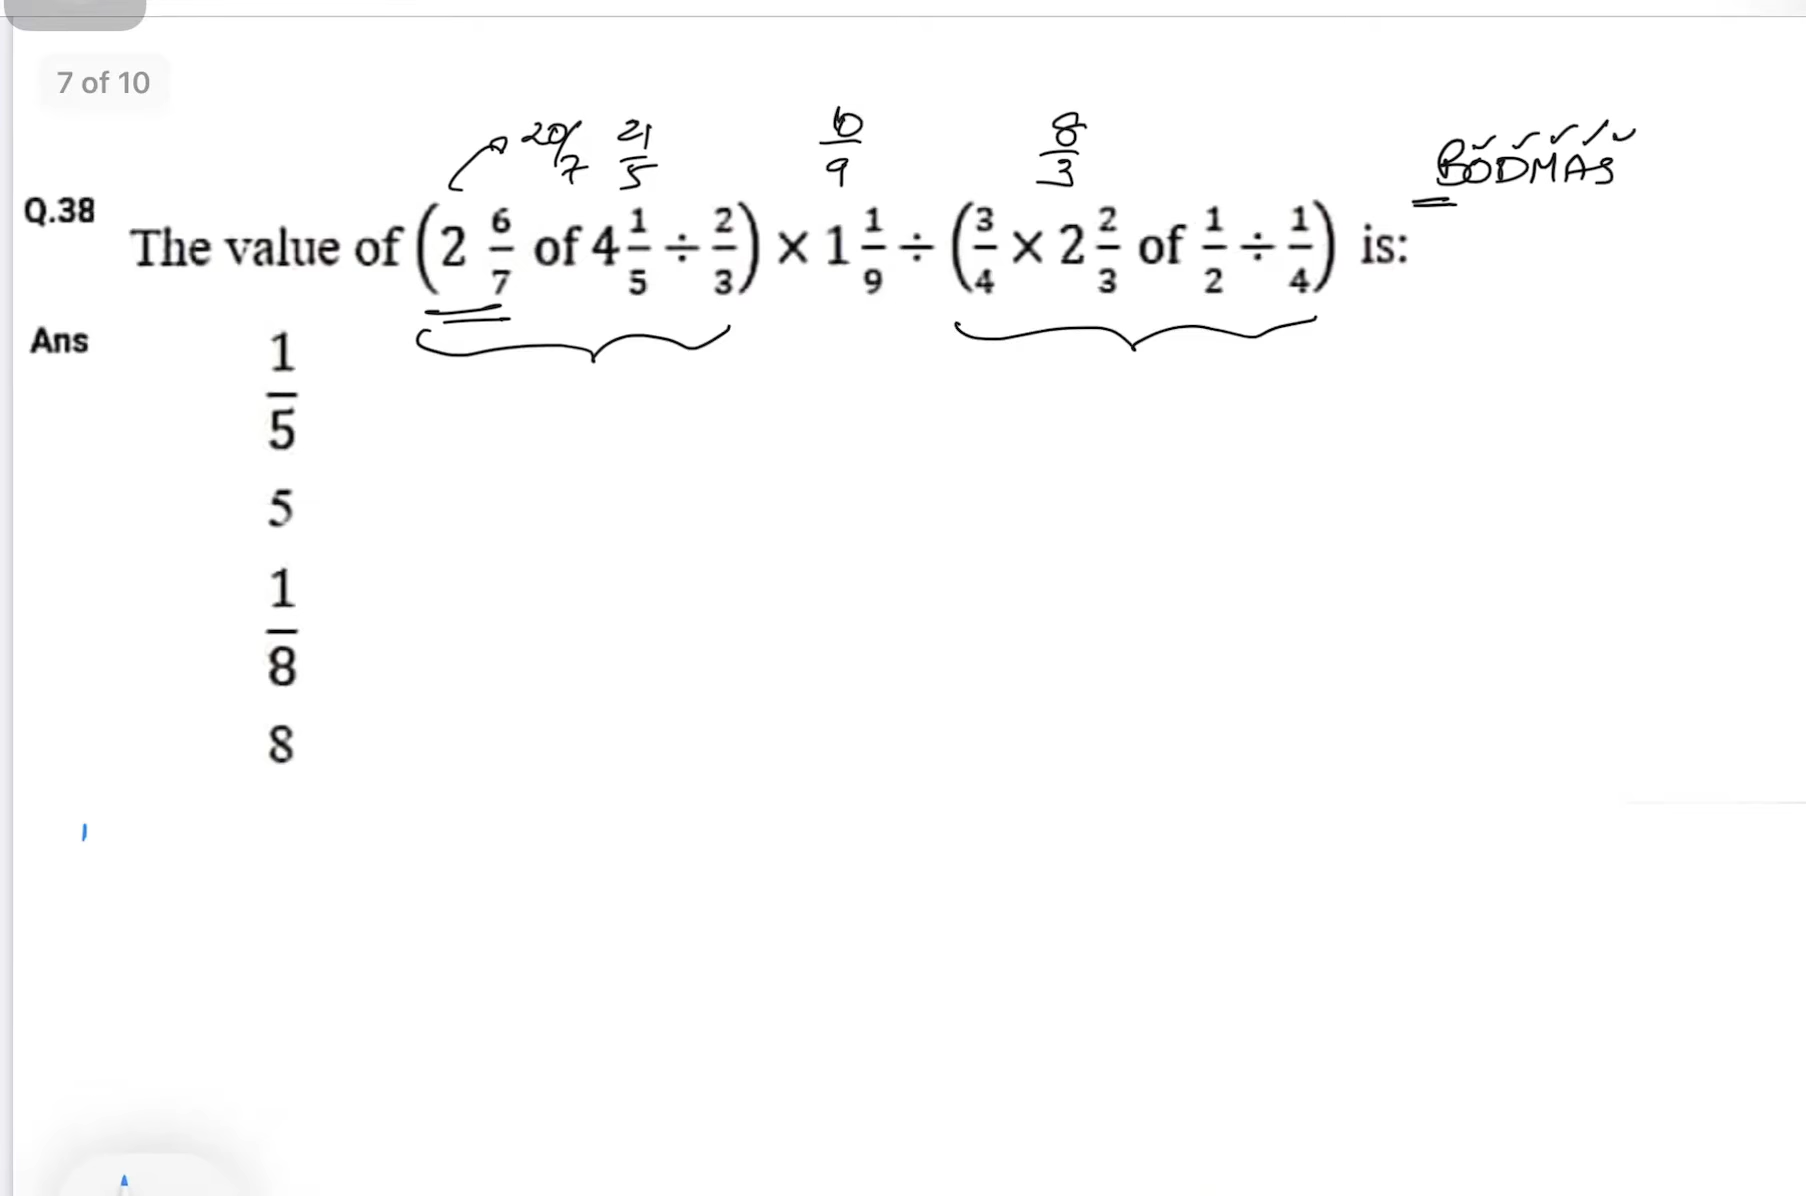 7 of 10
20/7 21/5 10/9 8/3 BODMAS
Q.38 The value of (2 6/7 of 4 1/5 ÷ 2/3) × 1 1/9 ÷ (3/4 × 2 2/3 of 1/2 ÷ 1/4) is:
Ans 1/5
5
1/8
8